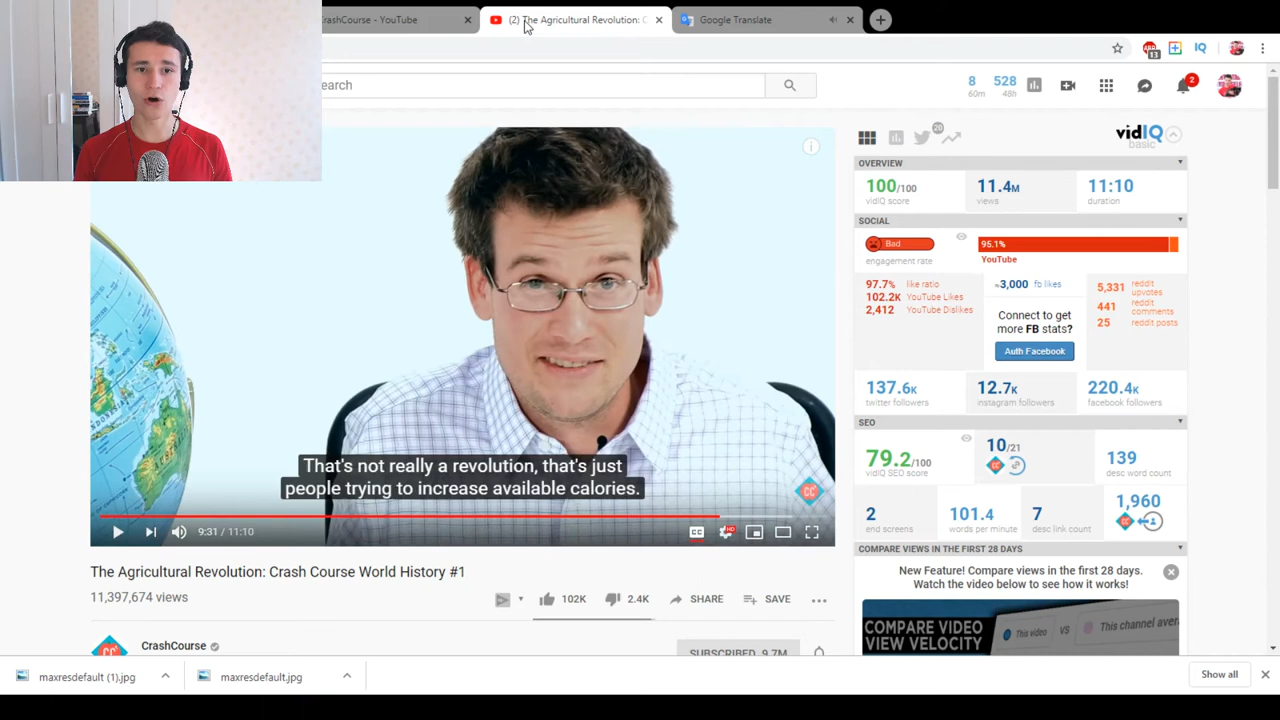 CrashCourse - YouTube
(2) The Agricultural Revolution: C
Google Translate
earch
8 60m
528 48h
2
13
20
vidIQ
basic
OVERVIEW
100/100
vidIQ score
11.4M
views
11:10
duration
SOCIAL
Bad
engagement rate
95.1%
YouTube
97.7% like ratio
102.2K YouTube Likes
2,412 YouTube Dislikes
≈3,000 fb likes
Connect to get
more FB stats?
Auth Facebook
5,331 reddit upvotes
441 reddit comments
25 reddit posts
137.6K
twitter followers
12.7K
instagram followers
220.4K
facebook followers
SEO
79.2/100
vidIQ SEO score
10/21
139
desc word count
2
end screens
101.4
words per minute
7
desc link count
1,960
COMPARE VIEWS IN THE FIRST 28 DAYS
New Feature! Compare views in the first 28 days.
Watch the video below to see how it works!
COMPARE VIDEO
VIEW VELOCITY
This video
VS
This channel aver
That's not really a revolution, that's just
people trying to increase available calories.
CC
9:31 / 11:10
CC
HD
The Agricultural Revolution: Crash Course World History #1
11,397,674 views
102K
2.4K
SHARE
SAVE
CrashCourse
SUBSCRIBED 9.7M
maxresdefault (1).jpg
maxresdefault.jpg
Show all